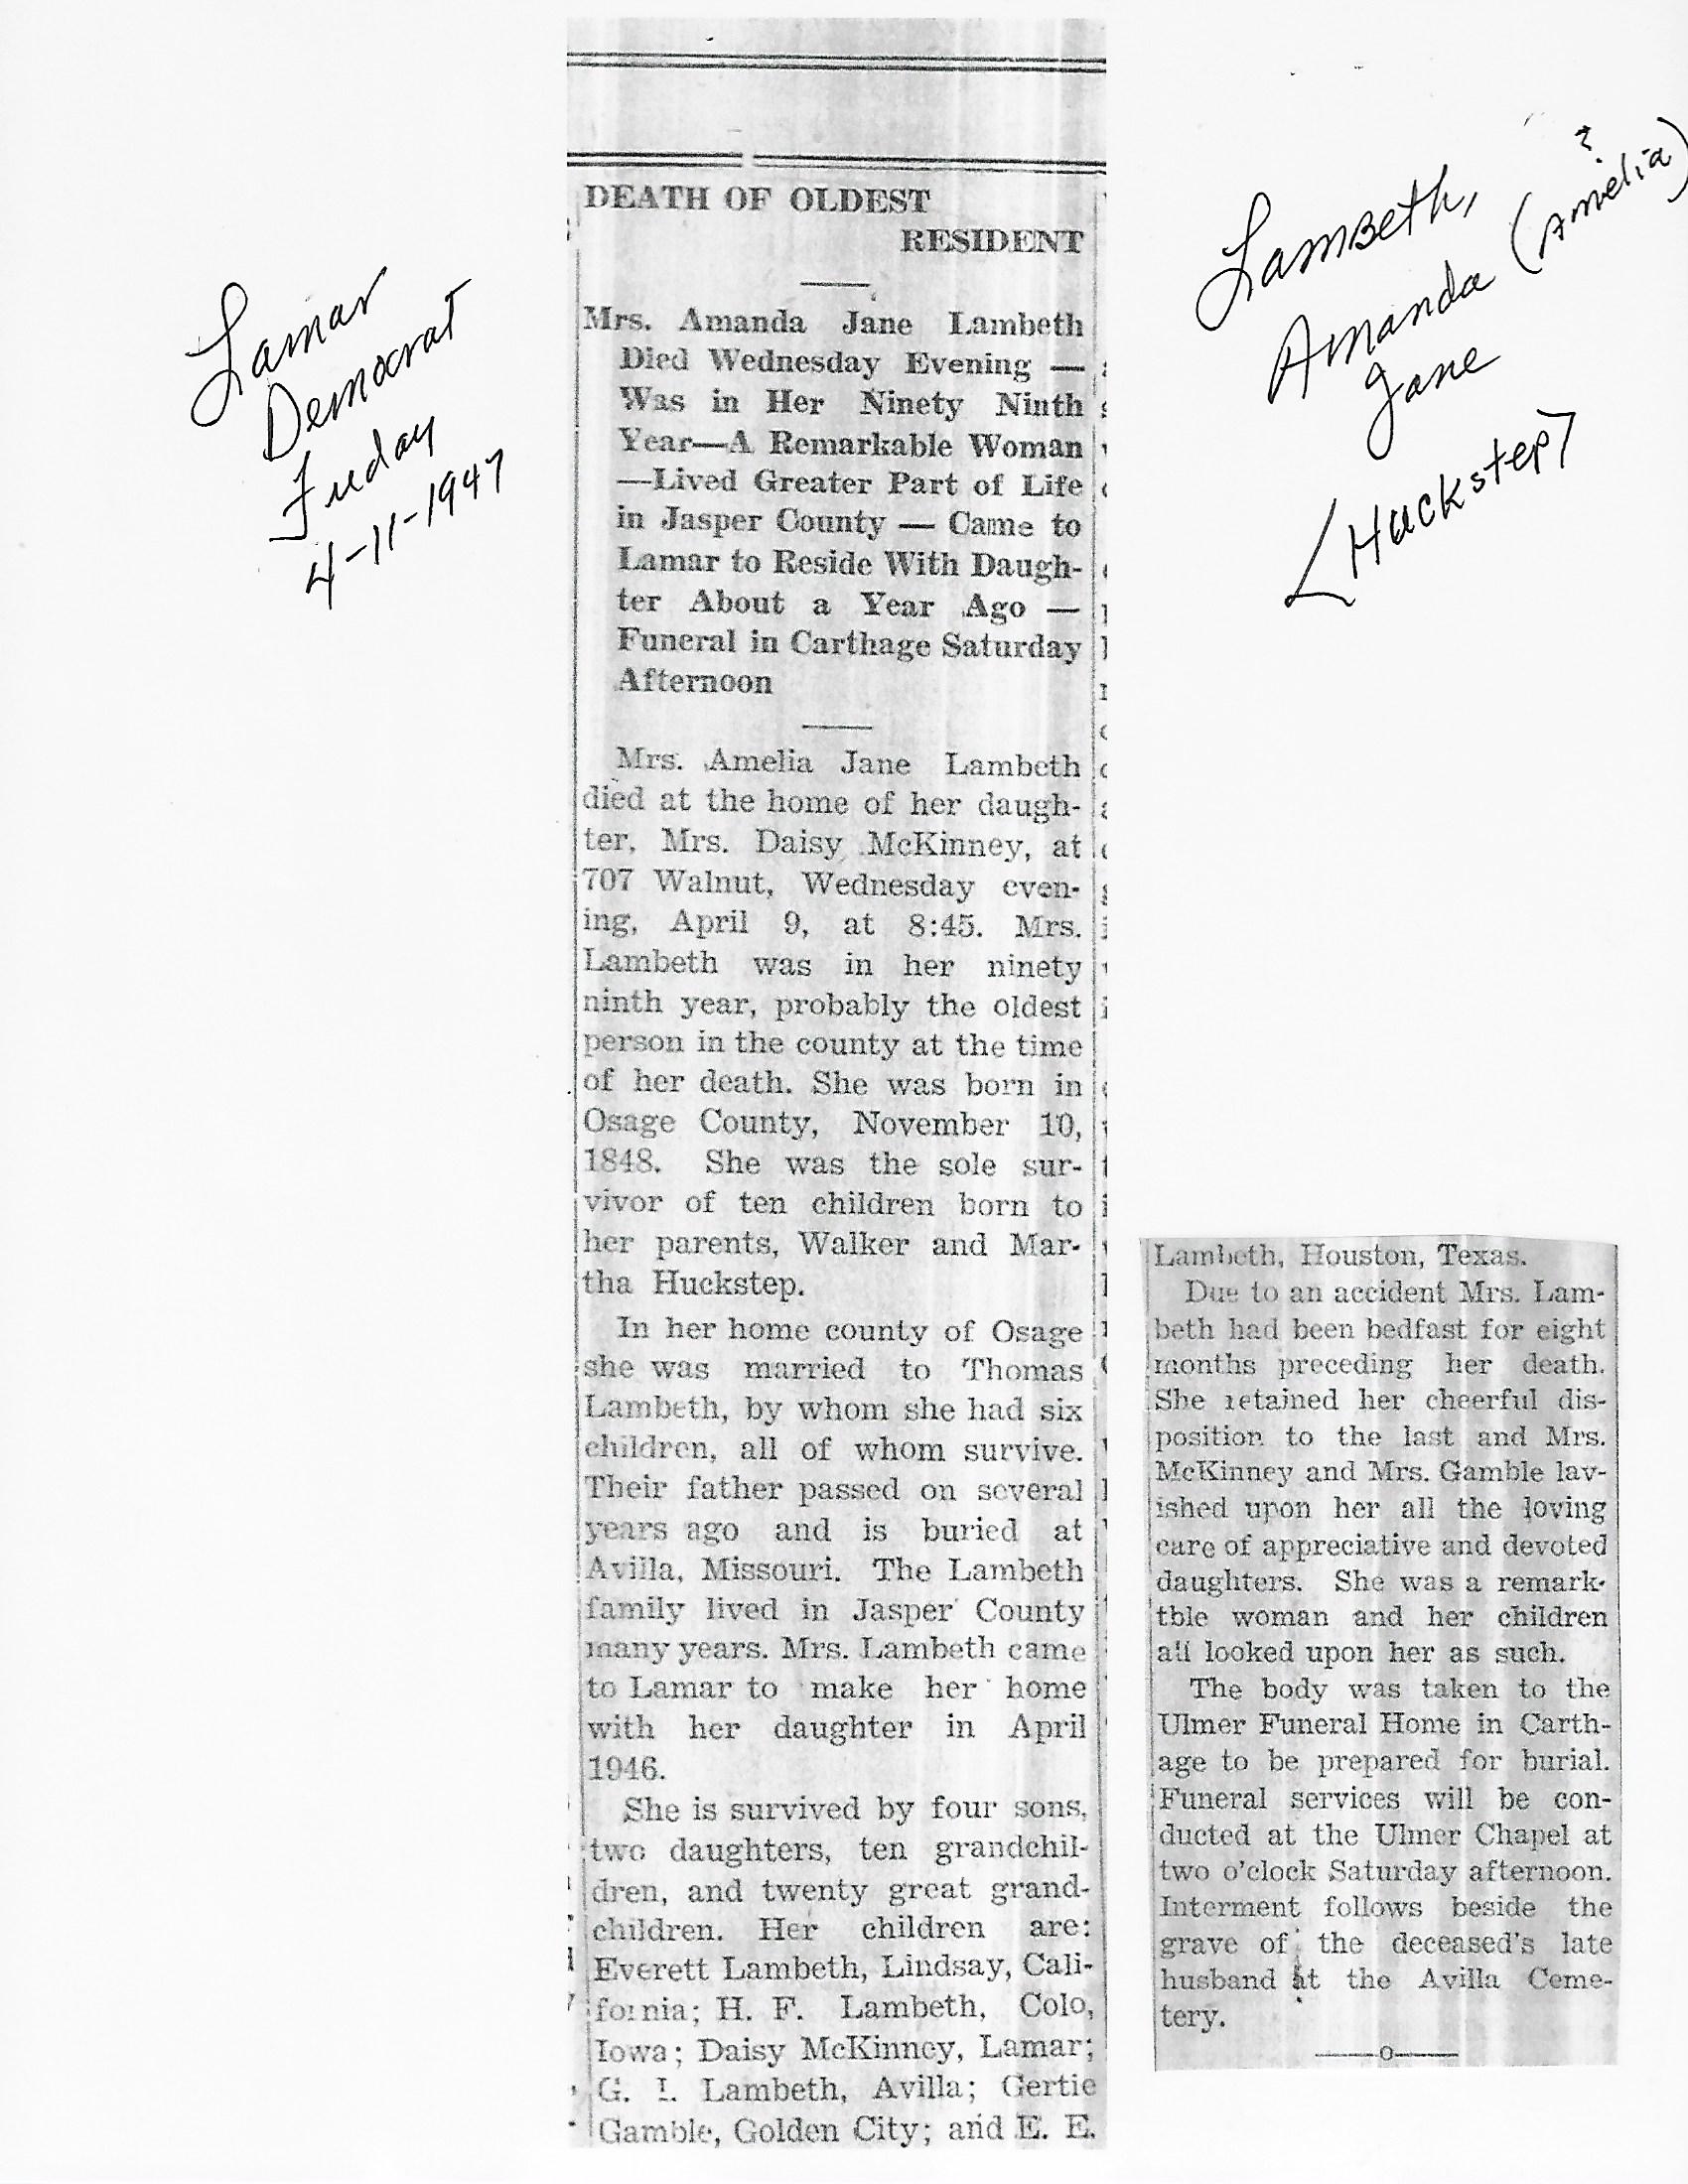 Lamar
Democrat
Friday
4-11-1947
DEATH OF OLDEST
RESIDENT
Mrs. Amanda Jane Lambeth
Died Wednesday Evening —
Was in Her Ninety Ninth
Year—A Remarkable Woman
—Lived Greater Part of Life
in Jasper County — Came to
Lamar to Reside With Daugh-
ter About a Year Ago —
Funeral in Carthage Saturday
Afternoon
Mrs. Amelia Jane Lambeth
died at the home of her daugh-
ter, Mrs. Daisy McKinney, at
707 Walnut, Wednesday even-
ing, April 9, at 8:45. Mrs.
Lambeth was in her ninety
ninth year, probably the oldest
person in the county at the time
of her death. She was born in
Osage County, November 10,
1848. She was the sole sur-
vivor of ten children born to
her parents, Walker and Mar-
tha Huckstep.
In her home county of Osage
she was married to Thomas
Lambeth, by whom she had six
children, all of whom survive.
Their father passed on several
years ago and is buried at
Avilla, Missouri. The Lambeth
family lived in Jasper County
many years. Mrs. Lambeth came
to Lamar to make her home
with her daughter in April
1946.
She is survived by four sons,
two daughters, ten grandchil-
dren, and twenty great grand-
children. Her children are:
Everett Lambeth, Lindsay, Cali-
fornia; H. F. Lambeth, Colo,
Iowa; Daisy McKinney, Lamar;
G. I. Lambeth, Avilla; Gertie
Gamble, Golden City; and E. E.
Lambeth, Houston, Texas.
Due to an accident Mrs. Lam-
beth had been bedfast for eight
months preceding her death.
She retained her cheerful dis-
position to the last and Mrs.
McKinney and Mrs. Gamble lav-
ished upon her all the loving
care of appreciative and devoted
daughters. She was a remark-
tble woman and her children
all looked upon her as such.
The body was taken to the
Ulmer Funeral Home in Carth-
age to be prepared for burial.
Funeral services will be con-
ducted at the Ulmer Chapel at
two o'clock Saturday afternoon.
Interment follows beside the
grave of the deceased's late
husband at the Avilla Ceme-
tery.
——o——
Lambeth,
Amanda (Amelia?)
Jane
[Huckstep]